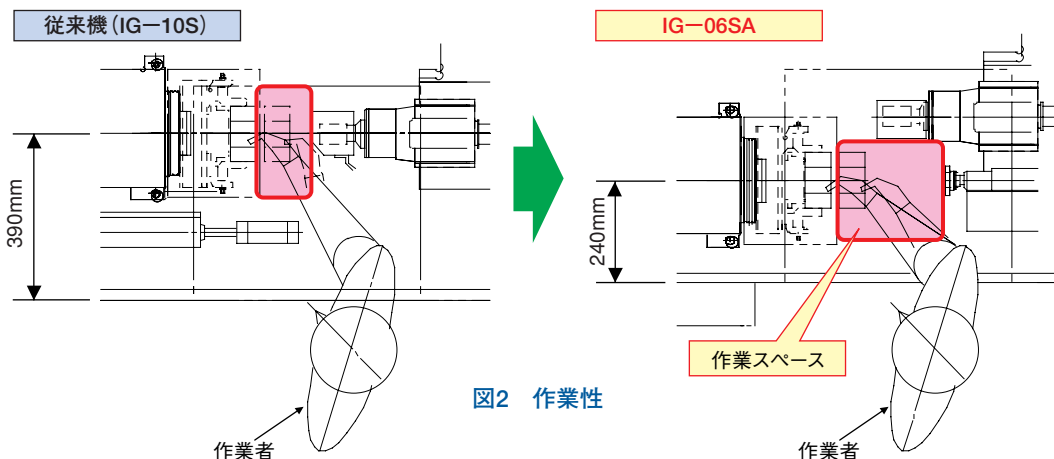 従来機(IG－10S)
390mm
作業者
IG－06SA
240mm
作業スペース
作業者
図2　作業性